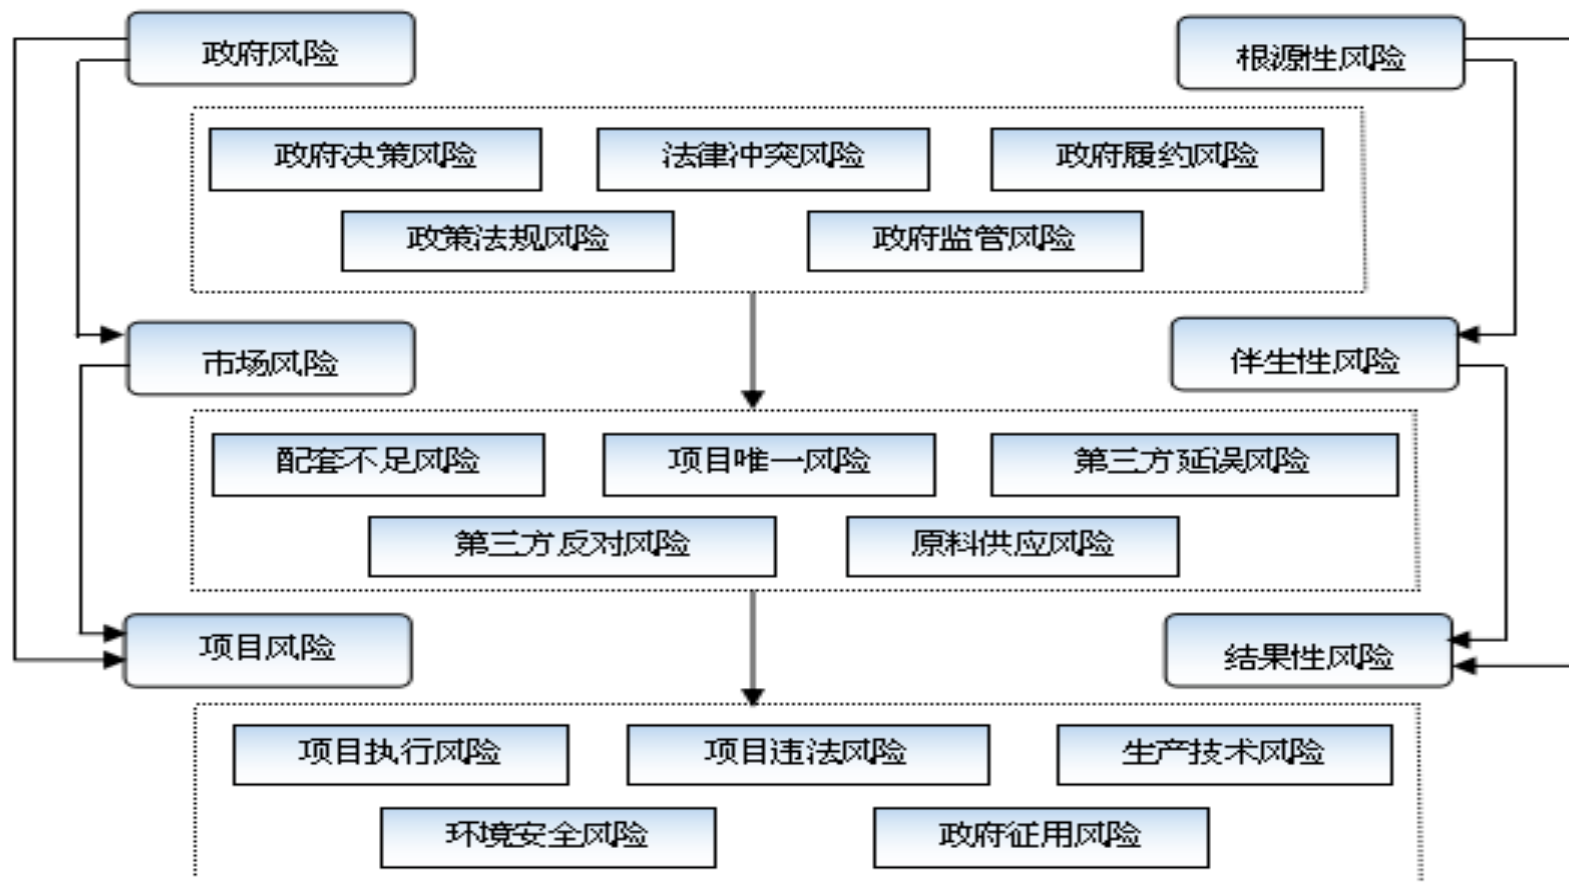 政府风险
根源性风险
政府决策风险
法律冲突风险
政府履约风险
政策法规风险
政府监管风险
市场风险
伴生性风险
配套不足风险
项目唯一风险
第三方延误风险
第三方反对风险
原料供应风险
项目风险
结果性风险
项目执行风险
项目违法风险
生产技术风险
环境安全风险
政府征用风险